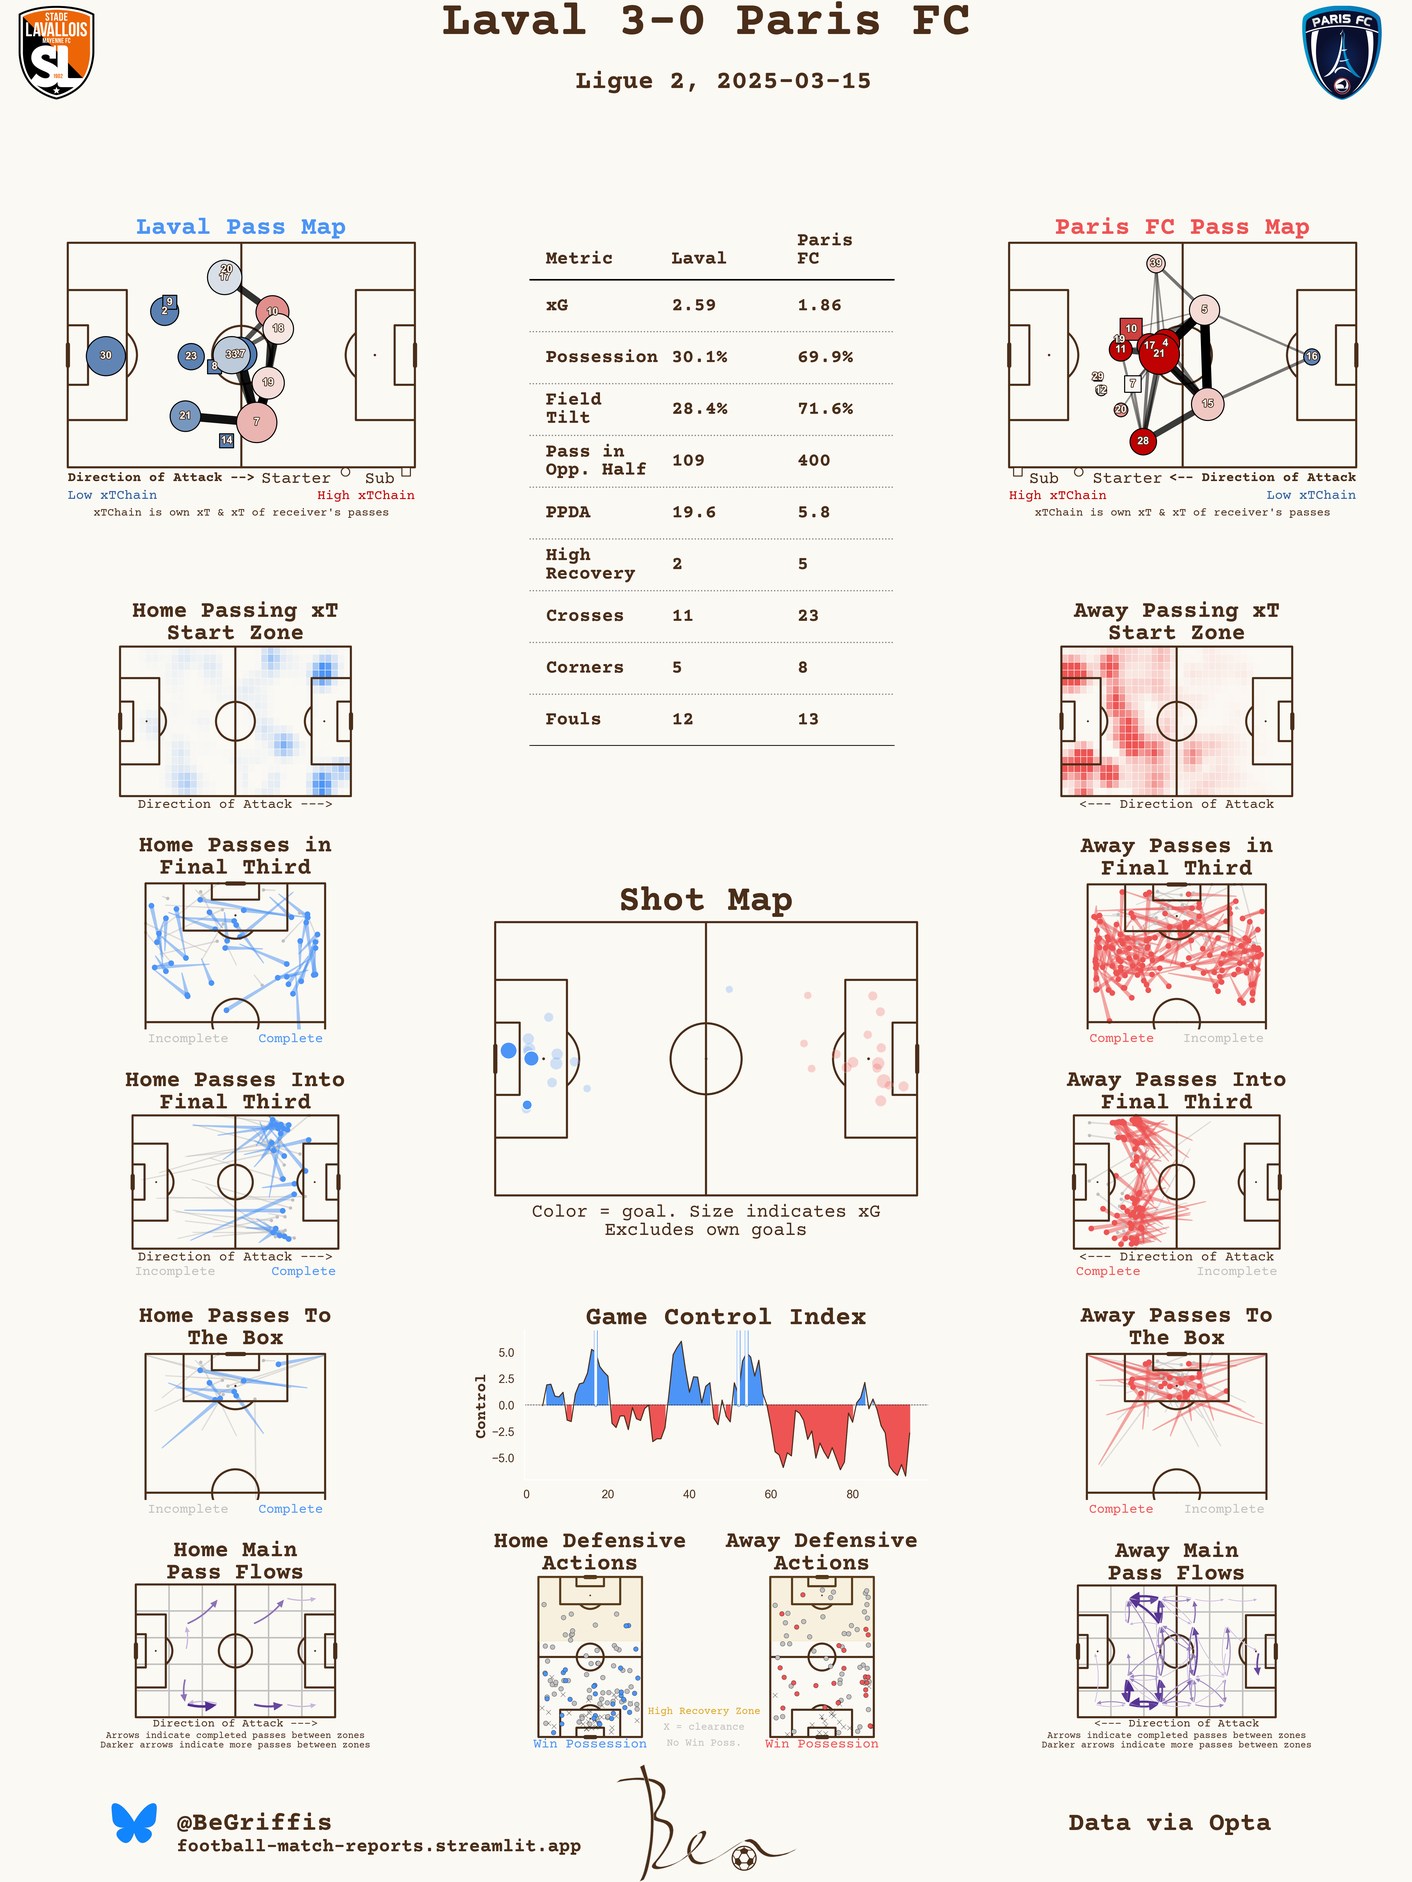 Laval 3-0 Paris FC
Ligue 2, 2025-03-15
STADE
LAVALLOIS
MAYENNE FC
SL
1902
PARIS FC
Laval Pass Map
30
2
9
23
8
21
14
20
17
10
18
19
7
Direction of Attack --> Starter Sub
Low xTChain High xTChain
xTChain is own xT & xT of receiver's passes
Metric Laval Paris FC
xG 2.59 1.86
Possession 30.1% 69.9%
Field Tilt 28.4% 71.6%
Pass in Opp. Half 109 400
PPDA 19.6 5.8
High Recovery 2 5
Crosses 11 23
Corners 5 8
Fouls 12 13
Paris FC Pass Map
39
5
10
19
11
17
4
21
16
29
12
7
20
15
28
Sub Starter <-- Direction of Attack
High xTChain Low xTChain
xTChain is own xT & xT of receiver's passes
Home Passing xT
Start Zone
Direction of Attack --->
Away Passing xT
Start Zone
<--- Direction of Attack
Home Passes in
Final Third
Incomplete Complete
Away Passes in
Final Third
Complete Incomplete
Shot Map
Color = goal. Size indicates xG
Excludes own goals
Home Passes Into
Final Third
Direction of Attack --->
Incomplete Complete
Away Passes Into
Final Third
<--- Direction of Attack
Complete Incomplete
Home Passes To
The Box
Incomplete Complete
Game Control Index
Control
5.0
2.5
0.0
−2.5
−5.0
0 20 40 60 80
Away Passes To
The Box
Complete Incomplete
Home Main
Pass Flows
Direction of Attack --->
Arrows indicate completed passes between zones
Darker arrows indicate more passes between zones
Home Defensive
Actions
Win Possession
High Recovery Zone
X = clearance
No Win Poss.
Away Defensive
Actions
Win Possession
Away Main
Pass Flows
<--- Direction of Attack
Arrows indicate completed passes between zones
Darker arrows indicate more passes between zones
@BeGriffis
football-match-reports.streamlit.app
Ben
Data via Opta